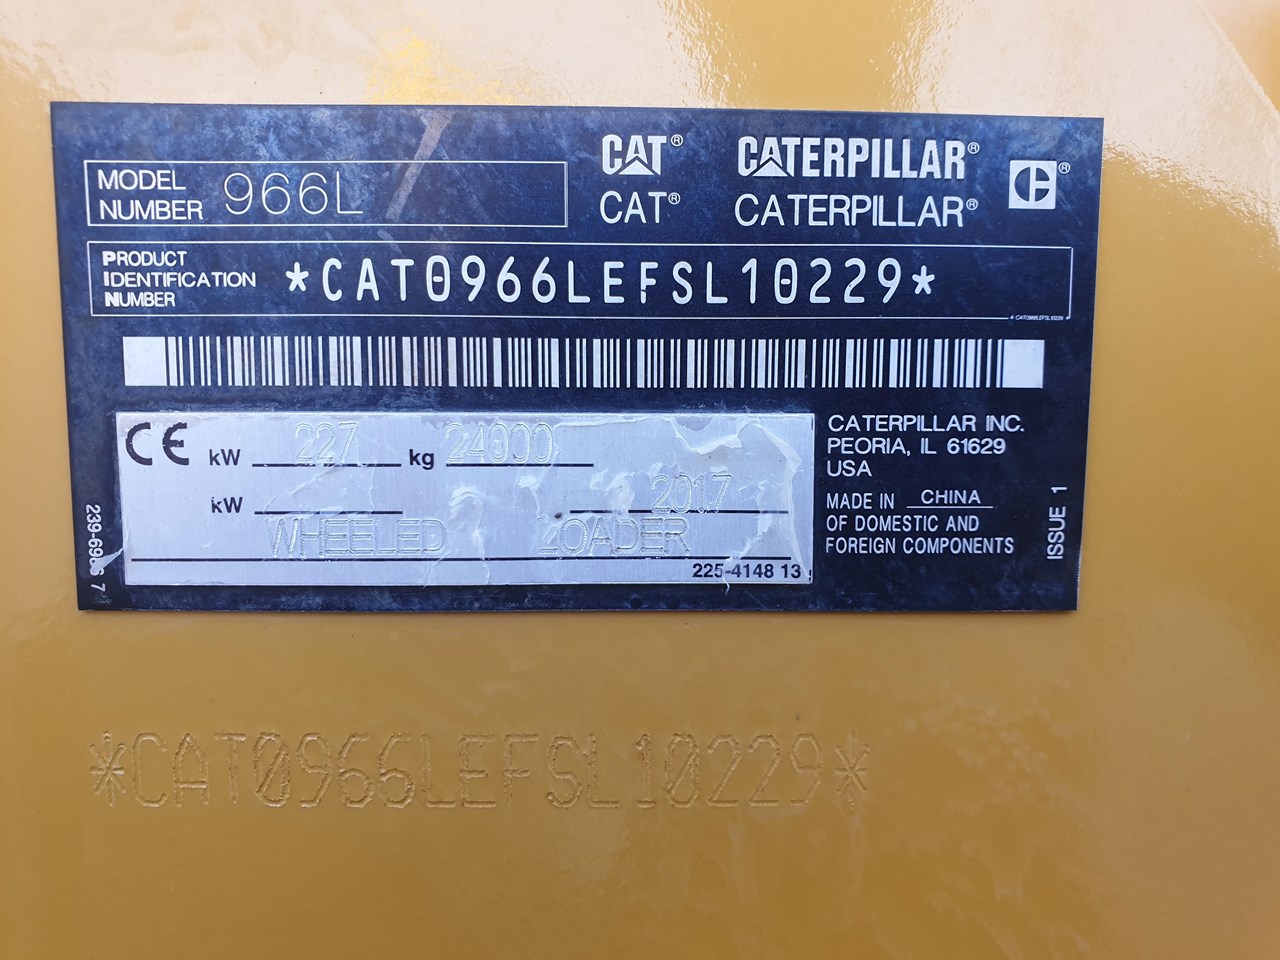 CAT® CATERPILLAR®
CAT® CATERPILLAR®
MODEL
NUMBER 966L
PRODUCT
IDENTIFICATION
NUMBER
*CAT0966LEFSL10229*
* CAT0966LEFSL10229 *
CE kW 227 kg 24000
kW 2017
WHEELED LOADER
225-4148 13
CATERPILLAR INC.
PEORIA, IL 61629
USA
MADE IN CHINA
OF DOMESTIC AND
FOREIGN COMPONENTS
ISSUE 1
7
*CAT0966LEFSL10229*